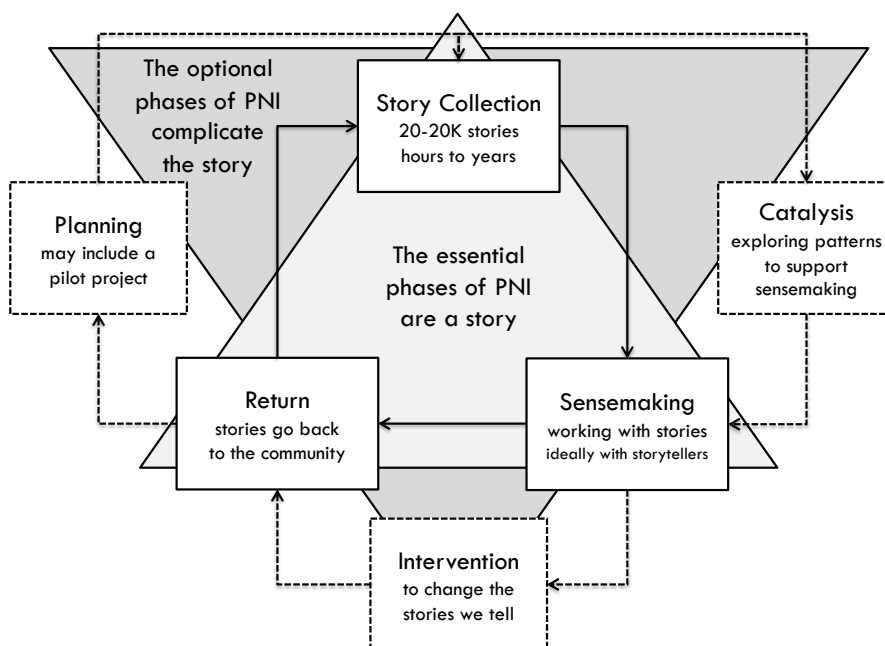 The optional
phases of PNI
complicate
the story
Story Collection
20-20K stories
hours to years
Planning
may include a
pilot project
Catalysis
exploring patterns
to support
sensemaking
The essential
phases of PNI
are a story
Return
stories go back
to the community
Sensemaking
working with stories
ideally with storytellers
Intervention
to change the
stories we tell